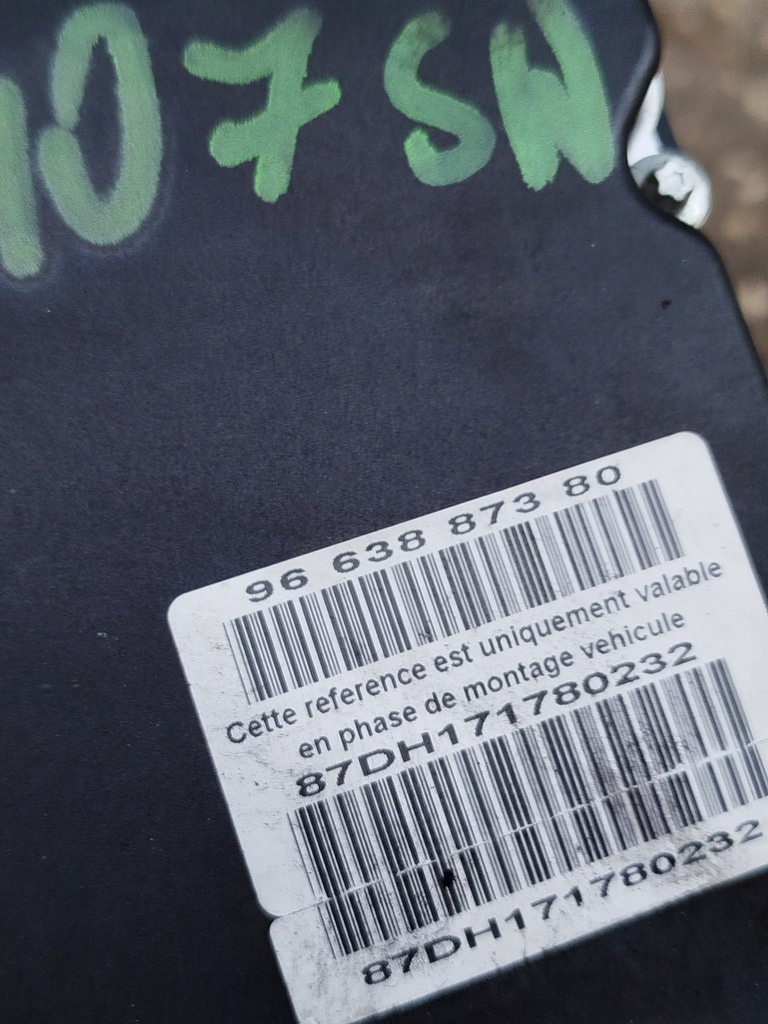 107 SW
96 638 873 80
Cette reference est uniquement valable
en phase de montage vehicule
87DH171780232
87DH171780232